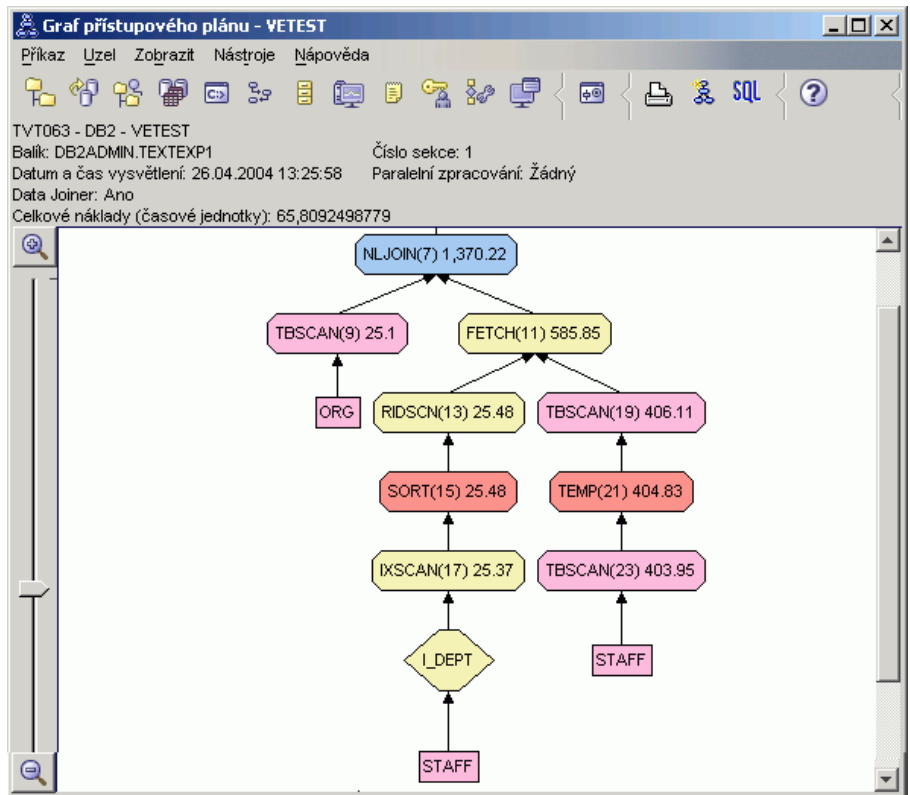 Graf přístupového plánu - VETEST
Příkaz Uzel Zobrazit Nástroje Nápověda
C:> SQL ?
TVT063 - DB2 - VETEST
Balík: DB2ADMIN.TEXTEXP1 Číslo sekce: 1
Datum a čas vysvětlení: 26.04.2004 13:25:58 Paralelní zpracování: Žádný
Data Joiner: Ano
Celkové náklady (časové jednotky): 65,8092498779
NLJOIN(7) 1,370.22
TBSCAN(9) 25.1 FETCH(11) 585.85
ORG RIDSCN(13) 25.48 TBSCAN(19) 406.11
SORT(15) 25.48 TEMP(21) 404.83
IXSCAN(17) 25.37 TBSCAN(23) 403.95
I_DEPT STAFF
STAFF